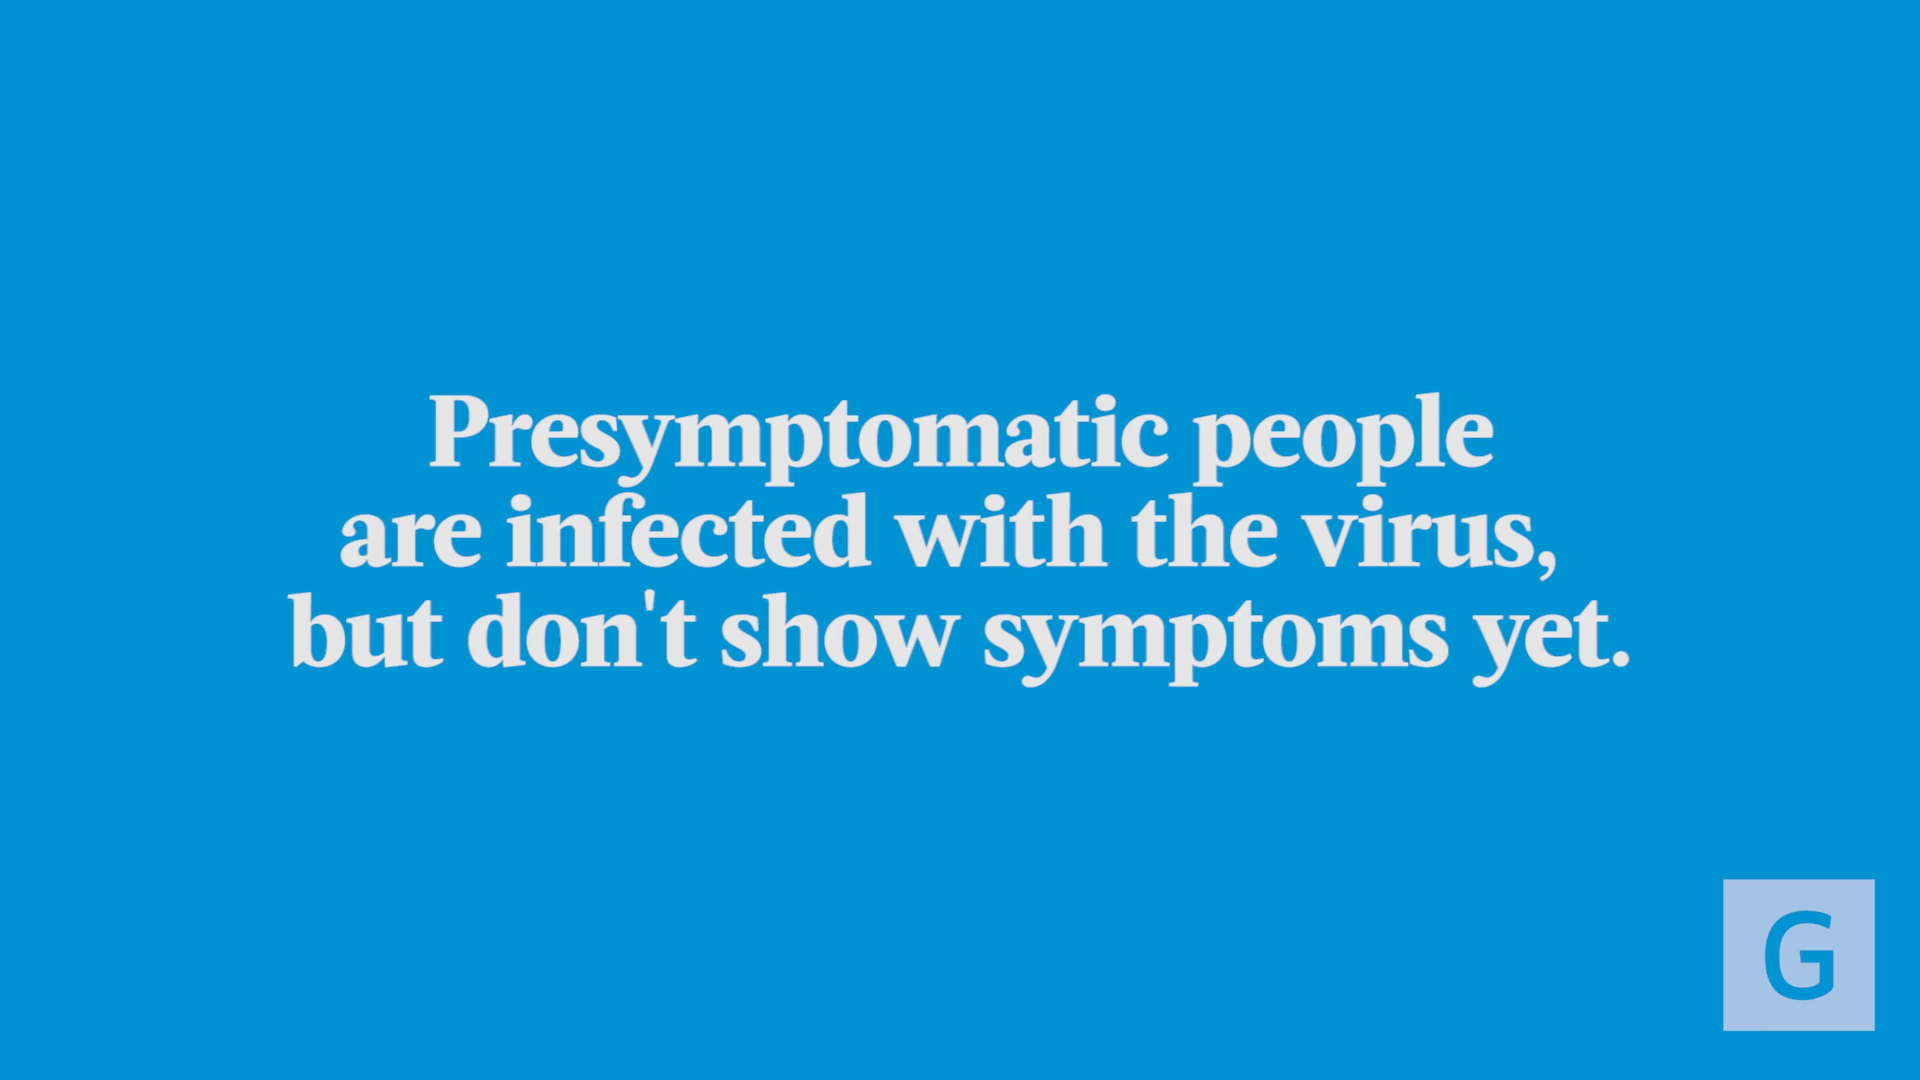 Presymptomatic people
are infected with the virus,
but don't show symptoms yet.
G